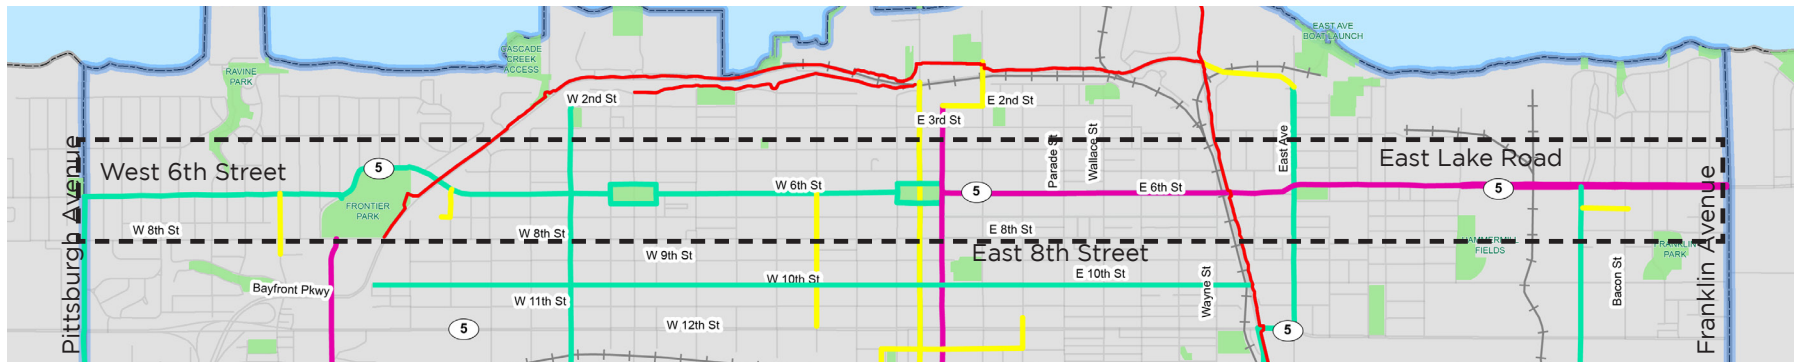 EAST AVE
BOAT LAUNCH
CASCADE
CREEK
ACCESS
RAVINE
PARK
W 2nd St
E 2nd St
E 3rd St
Parade St
Wallace St
East Ave
East Lake Road
West 6th Street
5
W 6th St
5
E 6th St
5
FRONTIER
PARK
Pittsburgh Avenue
W 8th St
W 8th St
E 8th St
HAMMERMILL
FIELDS
FRANKLIN
PARK
Franklin Avenue
W 9th St
East 8th Street
Bayfront Pkwy
W 10th St
E 10th St
Wayne St
Bacon St
W 11th St
5
W 12th St
5